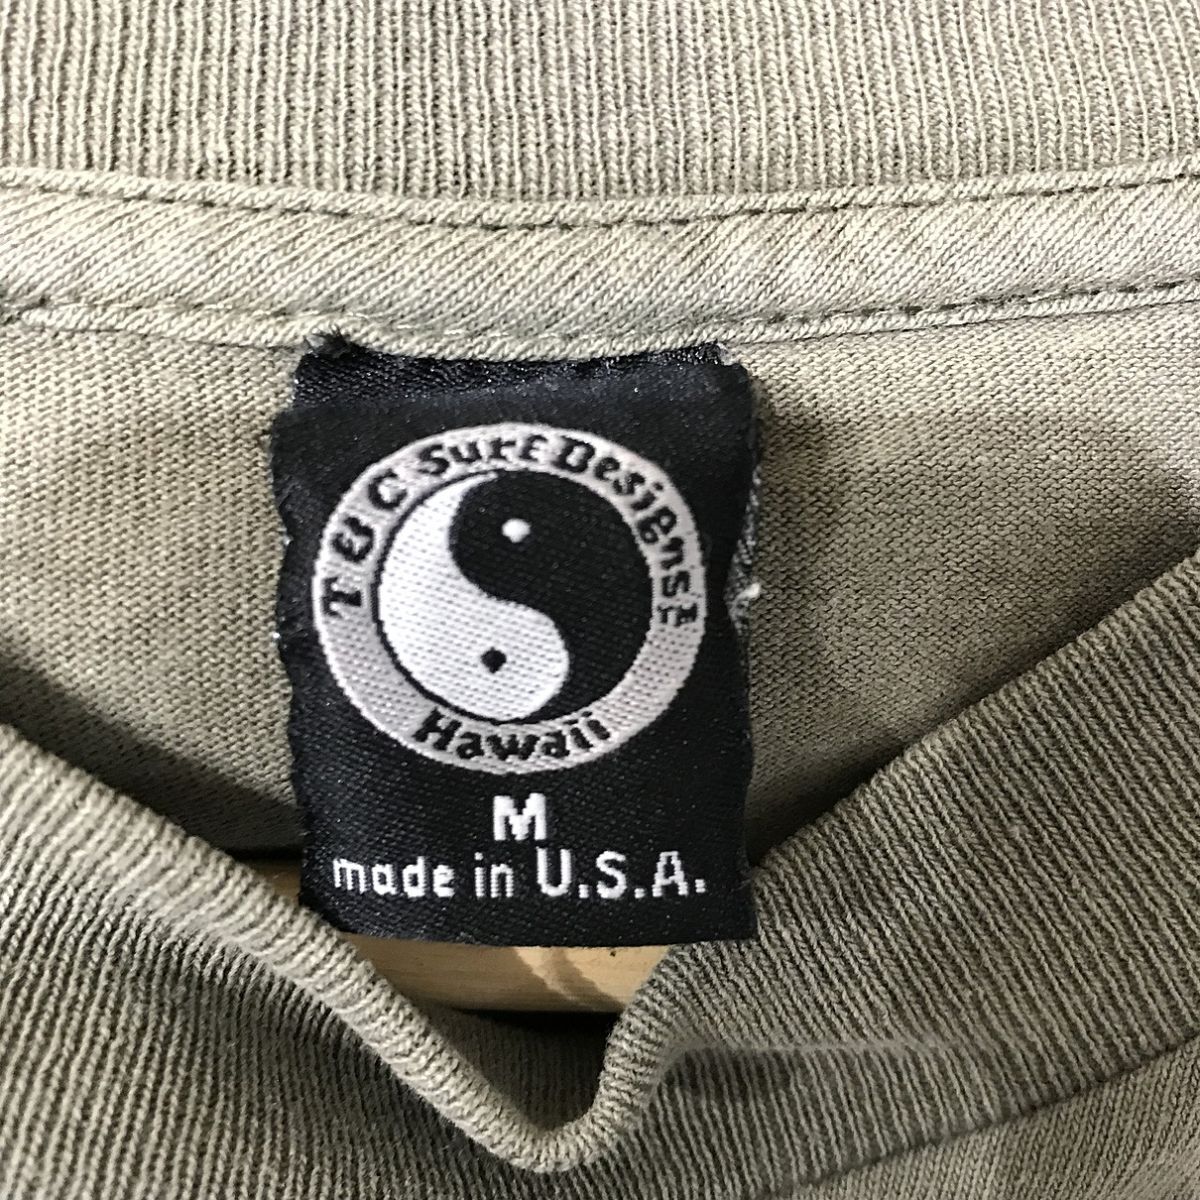 T & C Surf Designs!
Hawaii
M
made in U.S.A.